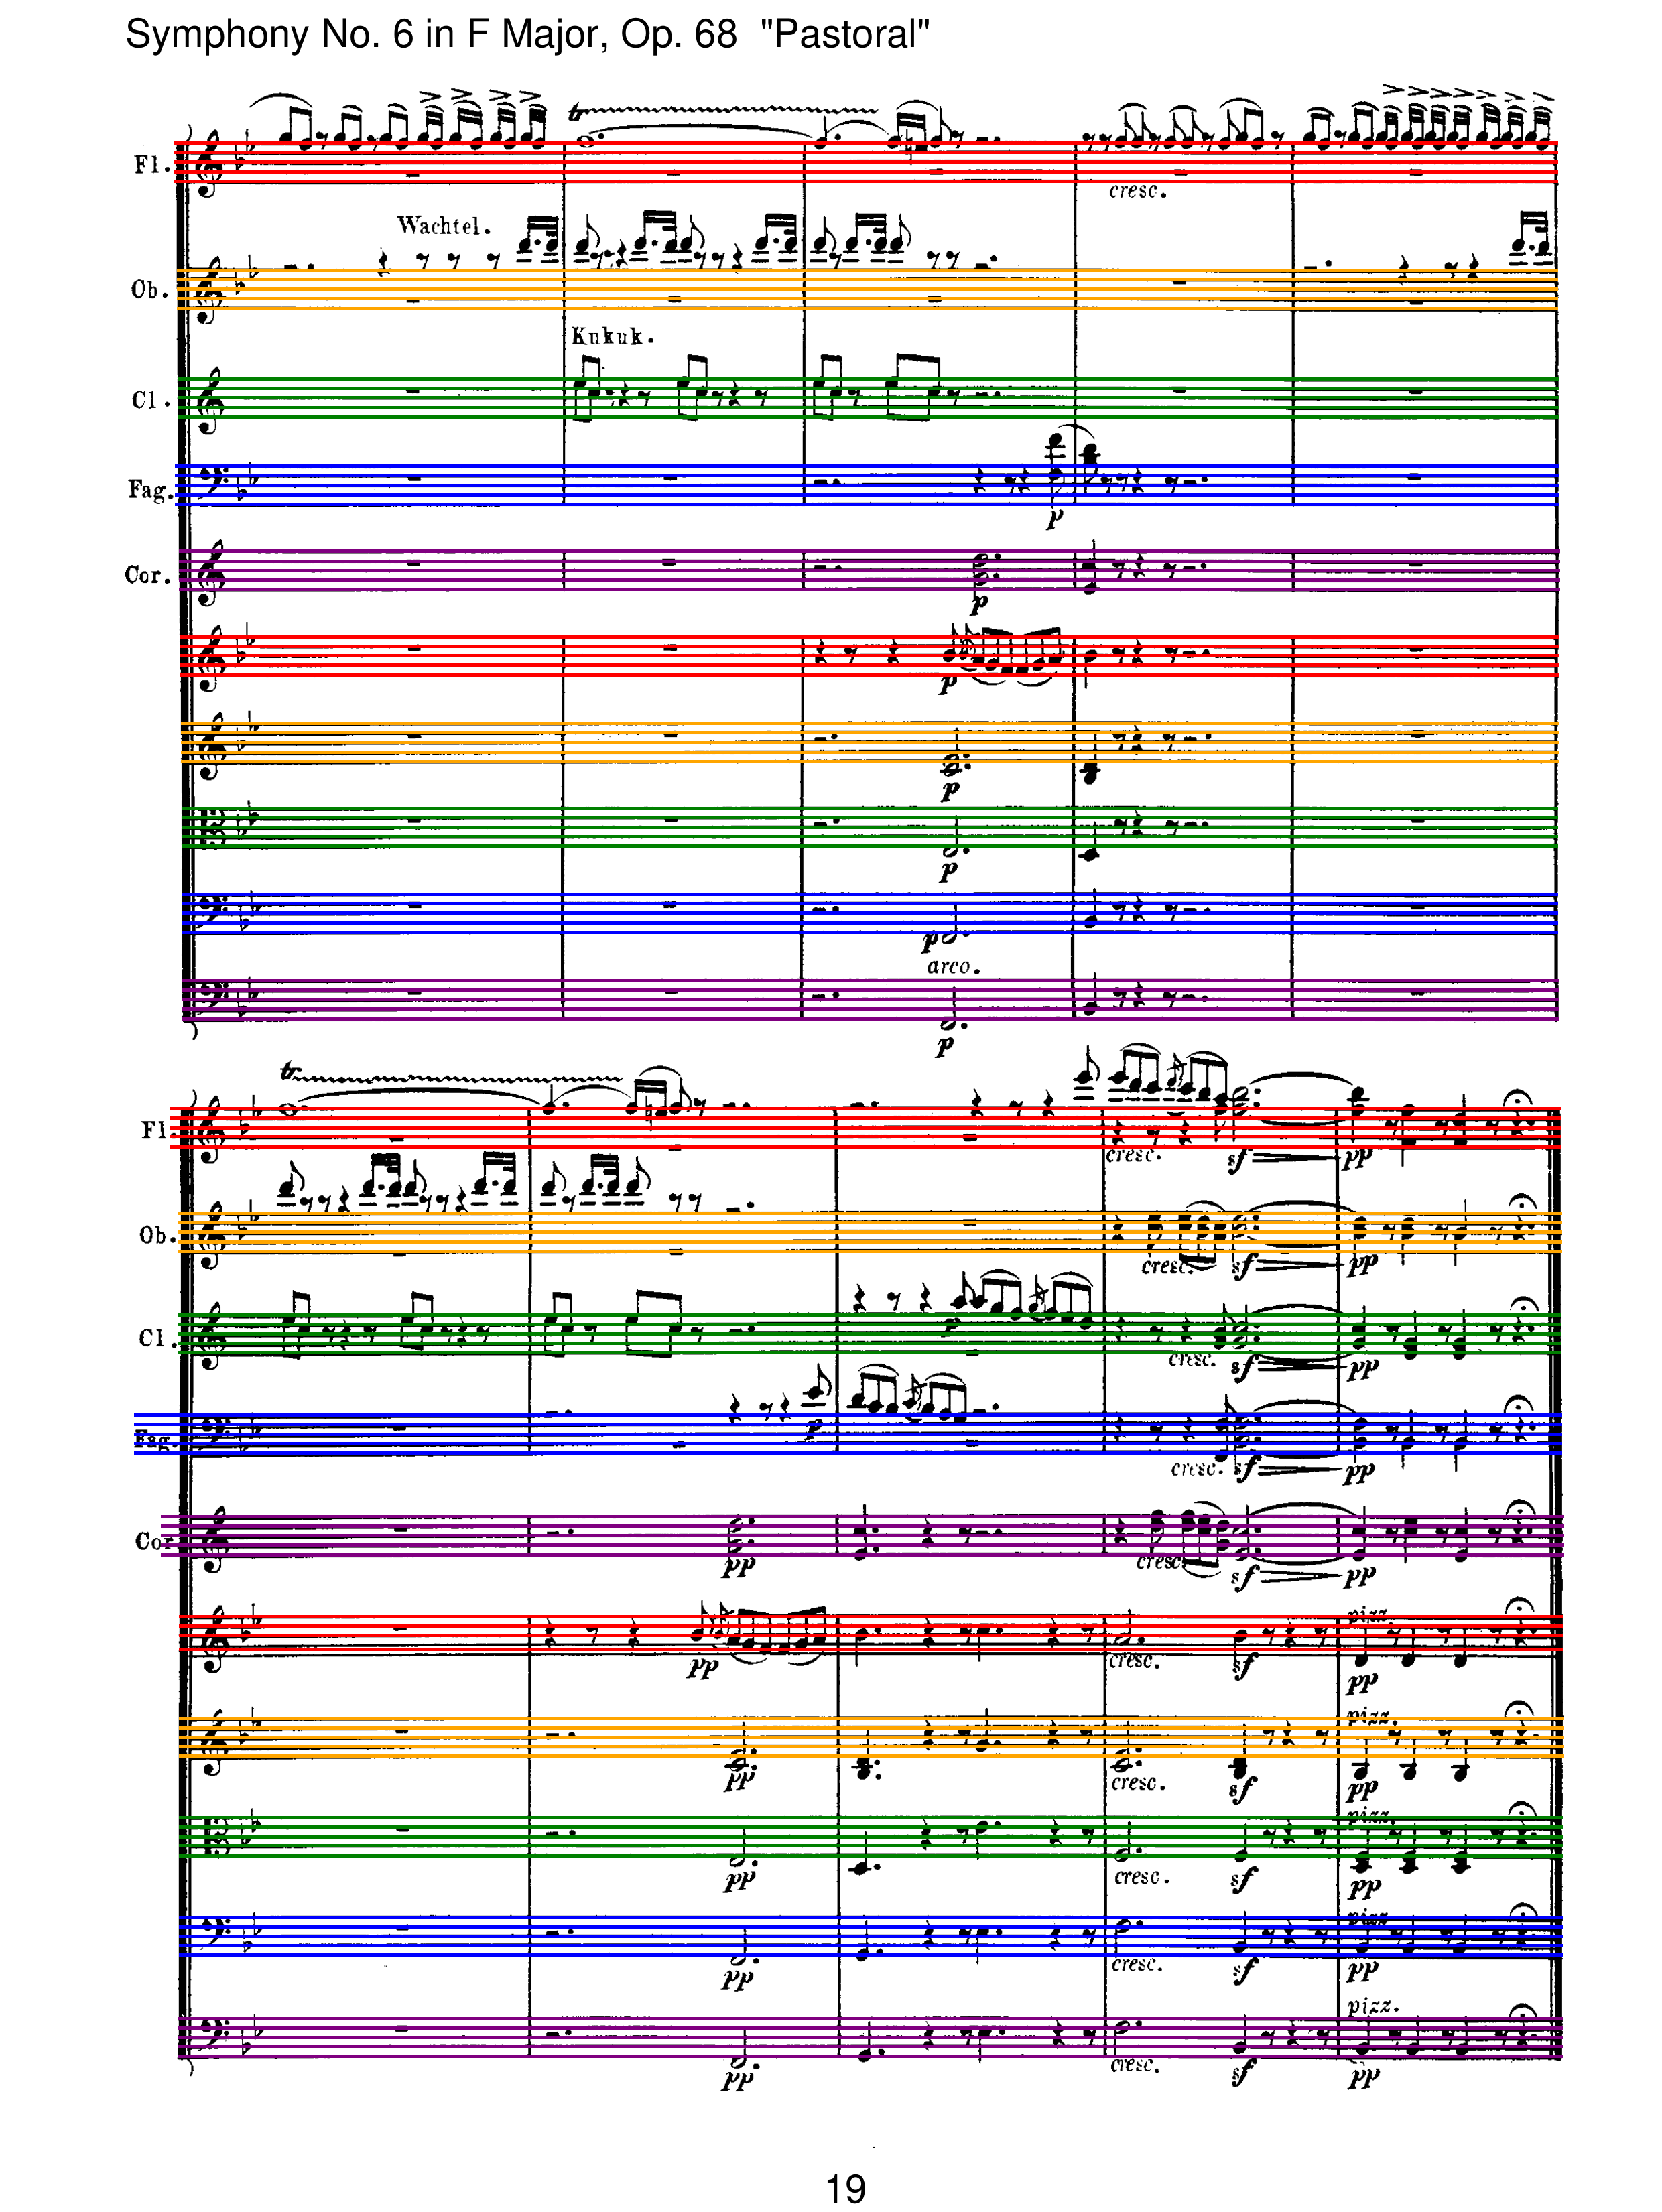 Symphony No. 6 in F Major, Op. 68 "Pastoral"
tr
Fl.
cresc.
Wachtel.
Ob.
Kukuk.
Cl.
Fag.
p
Cor.
p
p
p
p
p
arco.
p
tr
Fl.
cresc. sf pp
Ob.
cresc. sf pp
Cl.
p
cresc. sf pp
p
Fag.
cresc. sf pp
Cor
pp cresc. sf pp
pizz.
pp cresc. sf pp
pizz.
pp cresc. sf pp
pizz.
pp cresc. sf pp
pizz.
pp cresc. sf pp
pizz.
pp cresc. sf pp
19